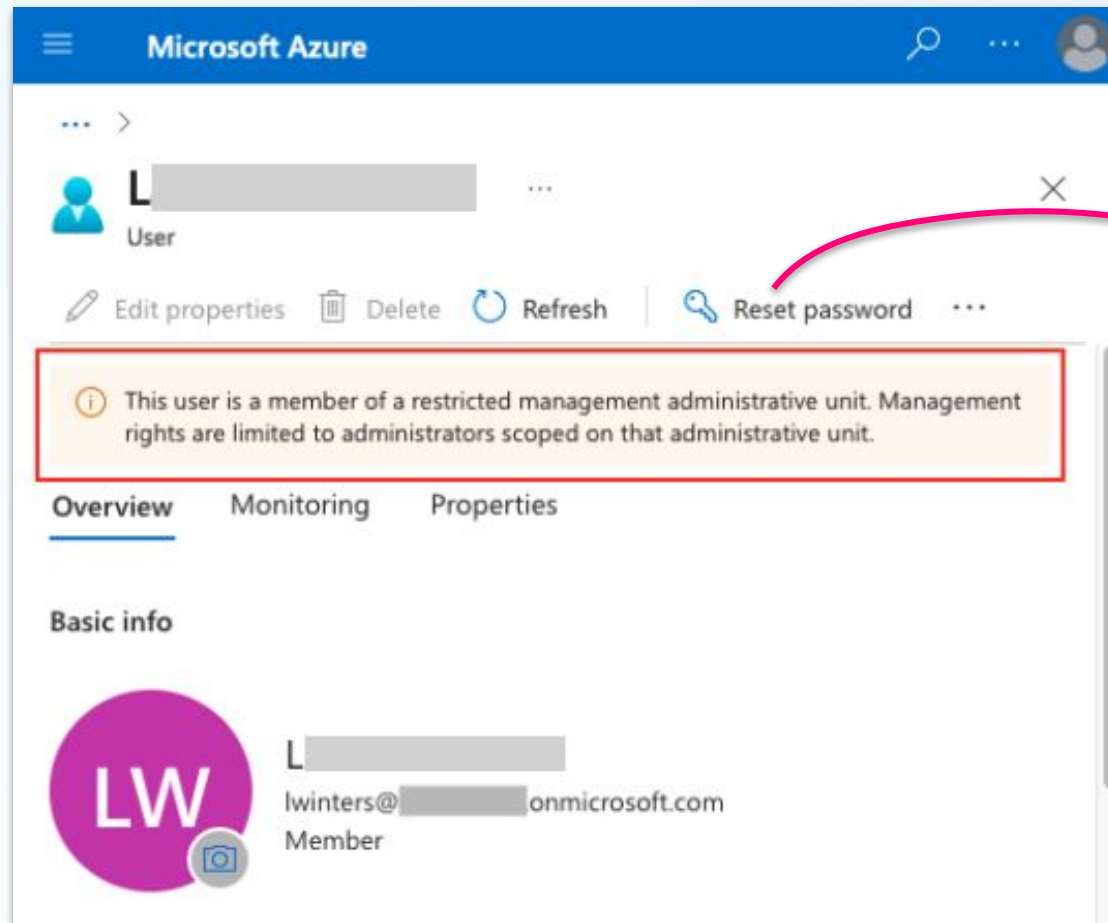 Microsoft Azure
L
User
Edit properties Delete Refresh Reset password
This user is a member of a restricted management administrative unit. Management
rights are limited to administrators scoped on that administrative unit.
Overview Monitoring Properties
Basic info
LW
L
lwinters@ onmicrosoft.com
Member